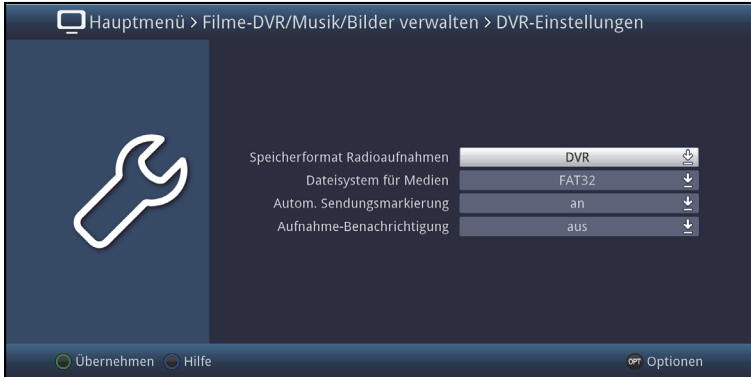 Hauptmenü > Filme-DVR/Musik/Bilder verwalten > DVR-Einstellungen
Speicherformat Radioaufnahmen DVR
Dateisystem für Medien FAT32
Autom. Sendungsmarkierung an
Aufnahme-Benachrichtigung aus
Übernehmen Hilfe OPT Optionen